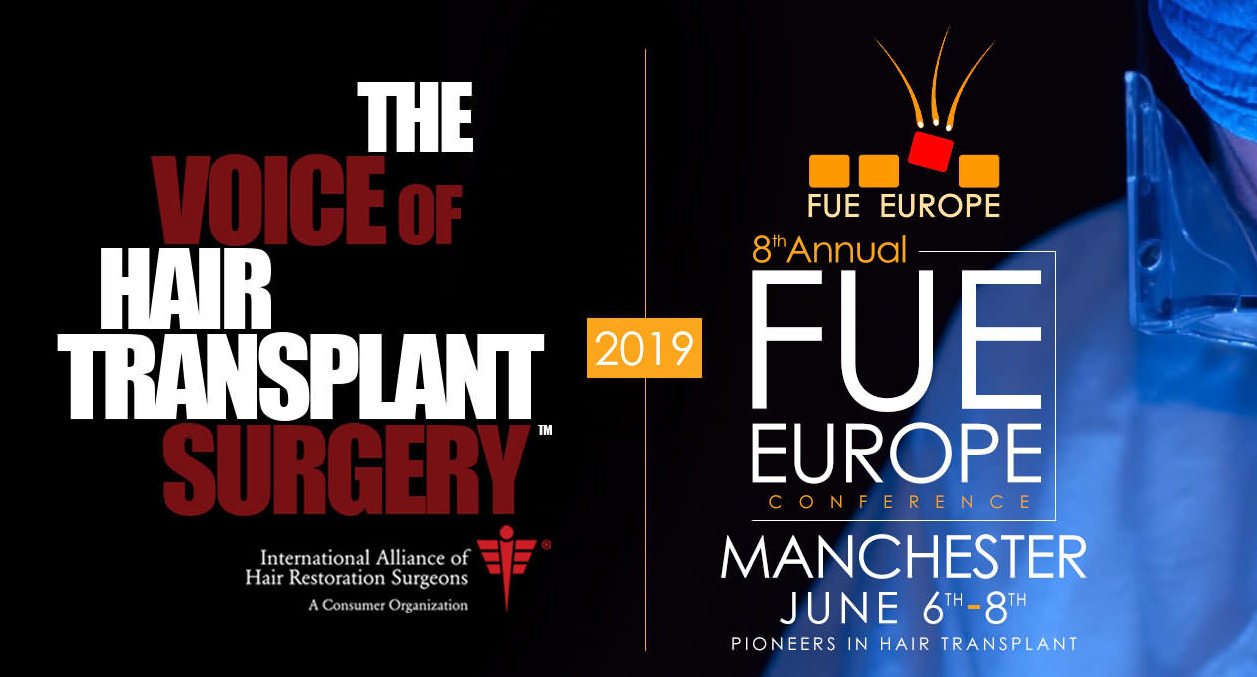 THE
VOICE OF
HAIR
TRANSPLANT
SURGERY™
International Alliance of
Hair Restoration Surgeons
®
A Consumer Organization
2019
FUE EUROPE
8th Annual
FUE
EUROPE
CONFERENCE
MANCHESTER
JUNE 6TH-8TH
PIONEERS IN HAIR TRANSPLANT